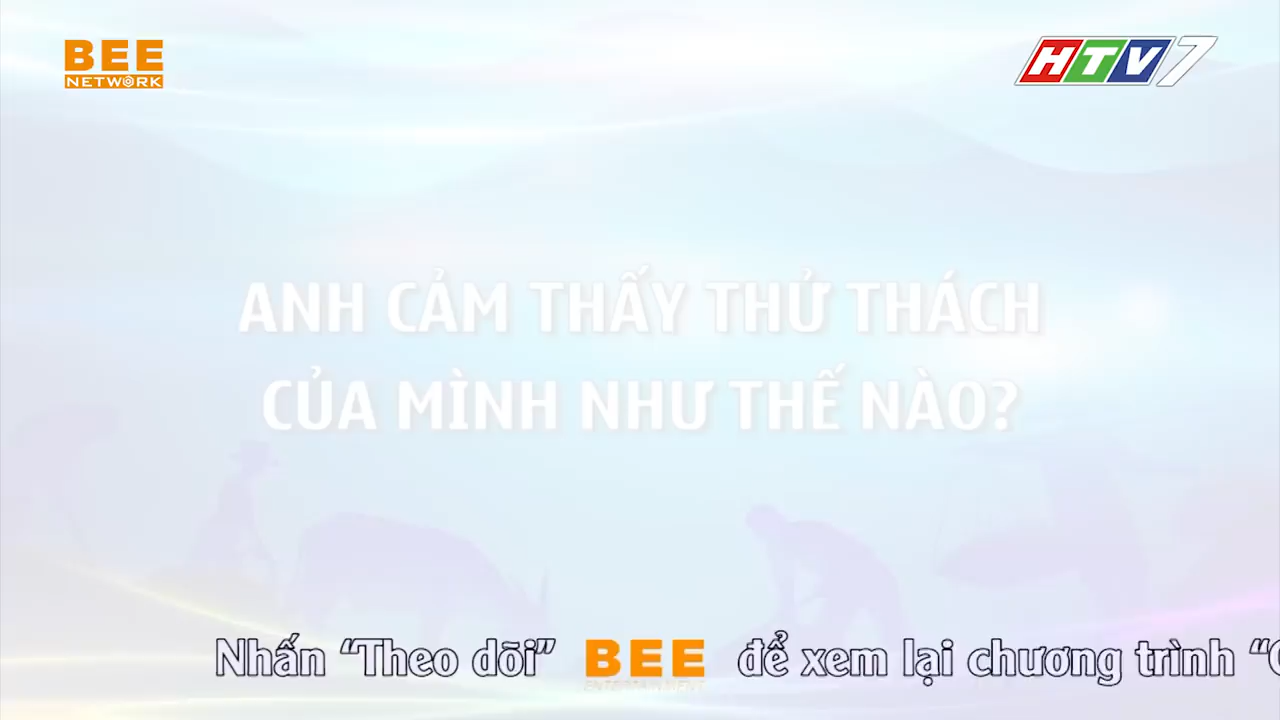 BEE
NETWORK
HTV7
ANH CẢM THẤY THỬ THÁCH
CỦA MÌNH NHƯ THẾ NÀO?
Nhấn “Theo dõi” BEE ENTERTAINMENT để xem lại chương trình “